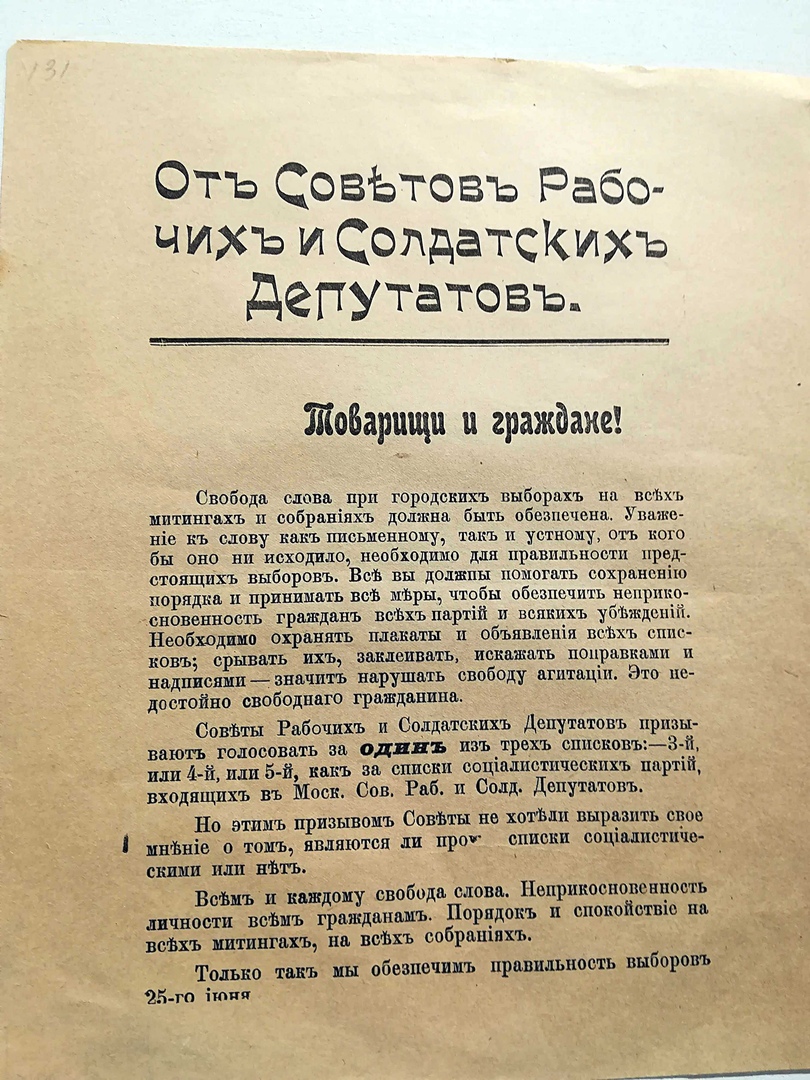 131
Отъ Совѣтовъ Рабо-
чихъ и Солдатскихъ
Депутатовъ.
Товарищи и граждане!
Свобода слова при городскихъ выборахъ на всѣхъ
митингахъ и собраніяхъ должна быть обезпечена. Уваже-
ніе къ слову какъ письменному, такъ и устному, отъ кого
бы оно ни исходило, необходимо для правильности пред-
стоящихъ выборовъ. Всѣ вы должны помогать сохраненію
порядка и принимать всѣ мѣры, чтобы обезпечить неприко-
сновенность гражданъ всѣхъ партій и всякихъ убѣжденій.
Необходимо охранять плакаты и объявленія всѣхъ спис-
ковъ; срывать ихъ, заклеивать, искажать поправками и
надписями — значитъ нарушать свободу агитаціи. Это не-
достойно свободнаго гражданина.
Совѣты Рабочихъ и Солдатскихъ Депутатовъ призы-
ваютъ голосовать за одинъ изъ трехъ списковъ:—3-й,
или 4-й, или 5-й, какъ за списки соціалистическихъ партій,
входящихъ въ Моск. Сов. Раб. и Солд. Депутатовъ.
Но этимъ призывомъ Совѣты не хотѣли выразить свое
мнѣніе о томъ, являются ли списки соціалистиче-
скими или нѣтъ.
Всѣмъ и каждому свобода слова. Неприкосновенность
личности всѣмъ гражданамъ. Порядокъ и спокойствіе на
всѣхъ митингахъ, на всѣхъ собраніяхъ.
Только такъ мы обезпечимъ правильность выборовъ
25-го іюня